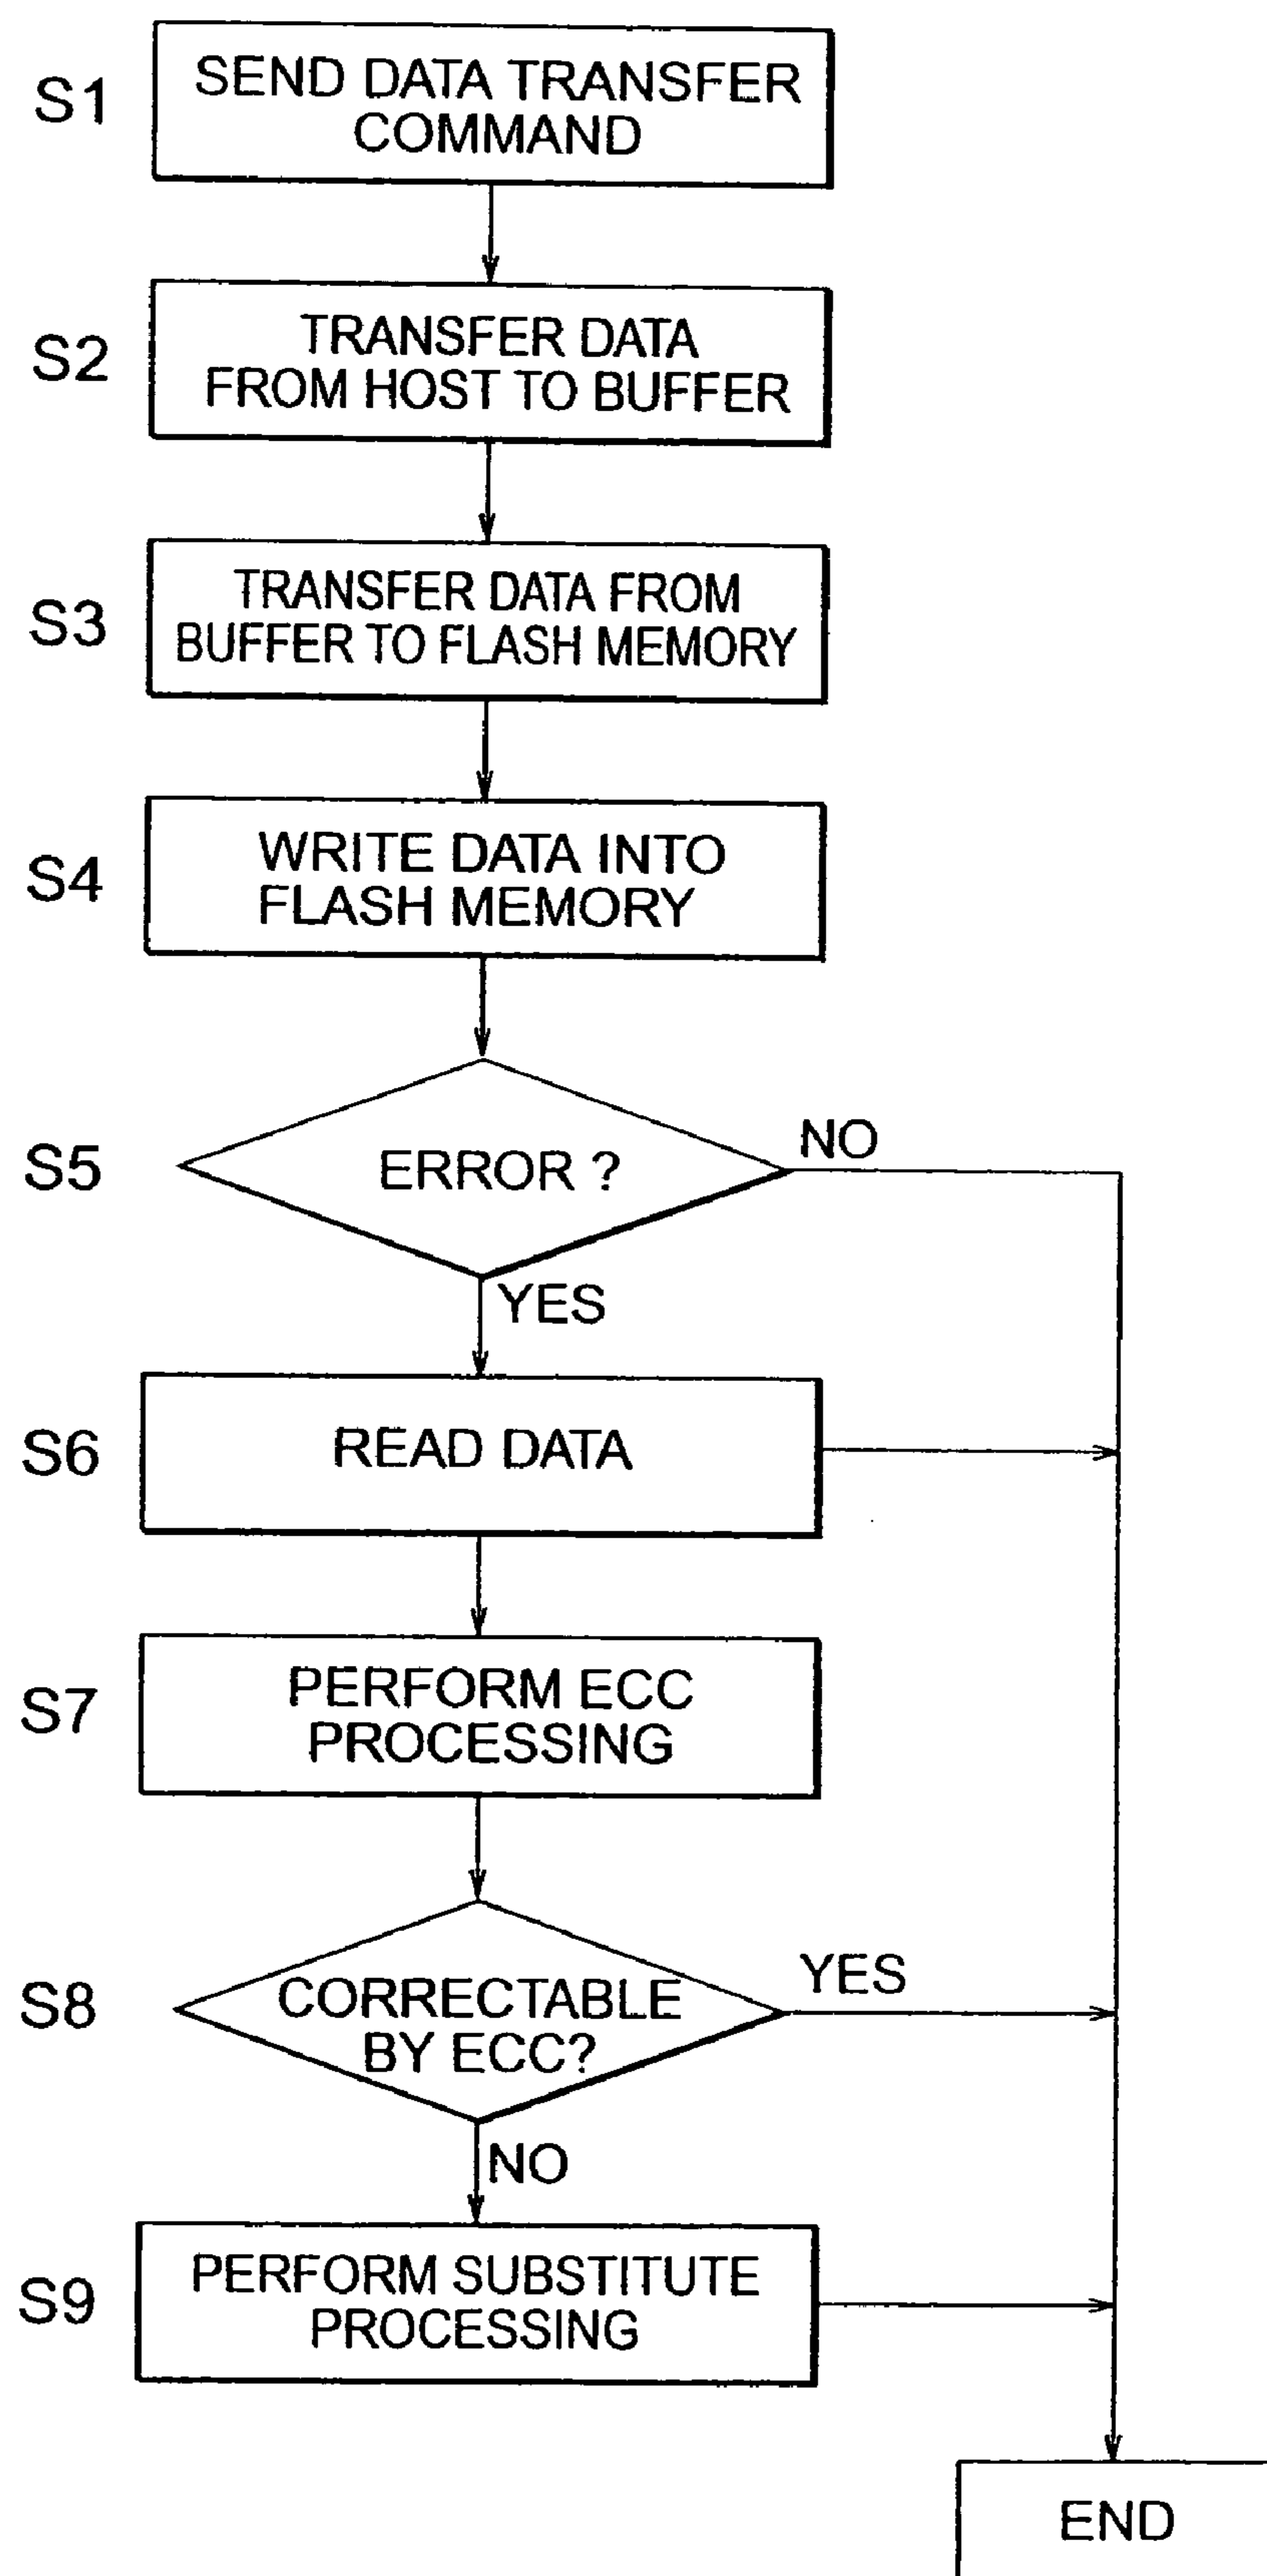 S1
SEND DATA TRANSFER
COMMAND
S2
TRANSFER DATA
FROM HOST TO BUFFER
S3
TRANSFER DATA FROM
BUFFER TO FLASH MEMORY
S4
WRITE DATA INTO
FLASH MEMORY
S5
ERROR ?
NO
YES
S6
READ DATA
S7
PERFORM ECC
PROCESSING
S8
CORRECTABLE
BY ECC?
YES
NO
S9
PERFORM SUBSTITUTE
PROCESSING
END